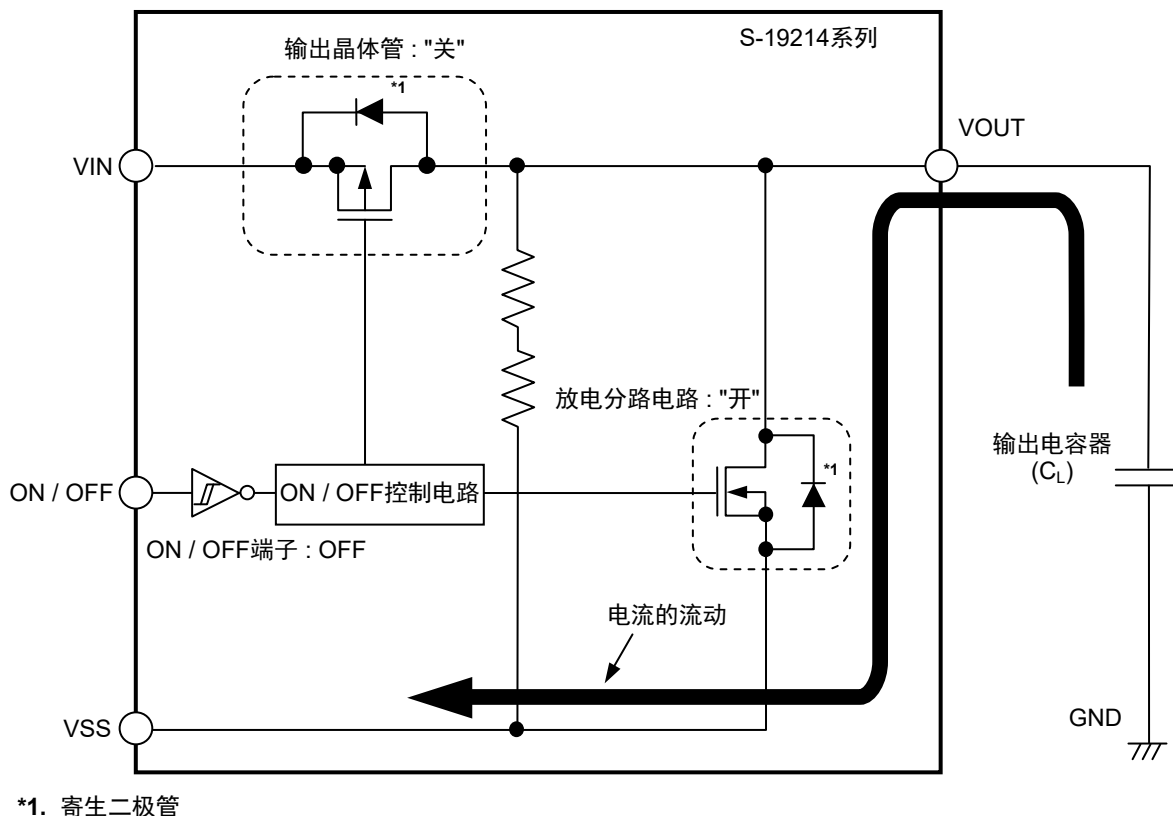 S-19214系列
输出晶体管 : "关"
*1
VOUT
VIN
放电分路电路 : "开"
*1
输出电容器
(CL)
ON / OFF
ON / OFF控制电路
ON / OFF端子 : OFF
电流的流动
VSS
GND
*1. 寄生二极管